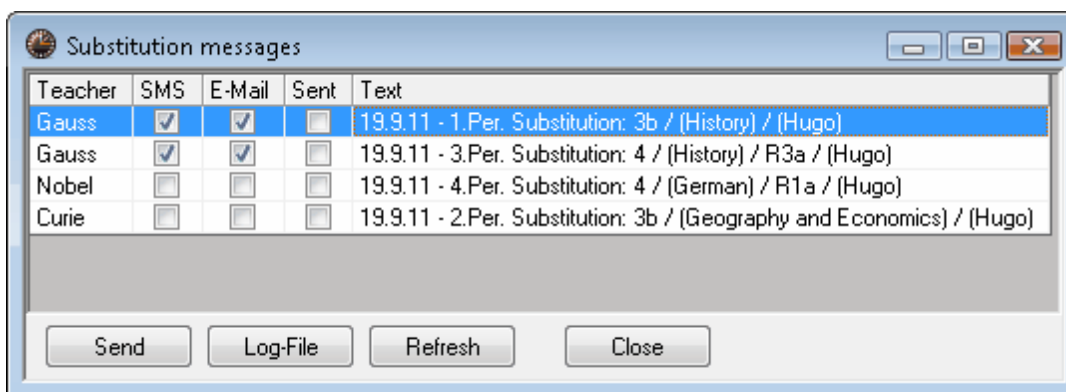 Substitution messages
Teacher SMS E-Mail Sent Text
Gauss 19.9.11 - 1.Per. Substitution: 3b / (History) / (Hugo)
Gauss 19.9.11 - 3.Per. Substitution: 4 / (History) / R3a / (Hugo)
Nobel 19.9.11 - 4.Per. Substitution: 4 / (German) / R1a / (Hugo)
Curie 19.9.11 - 2.Per. Substitution: 3b / (Geography and Economics) / (Hugo)
Send Log-File Refresh Close